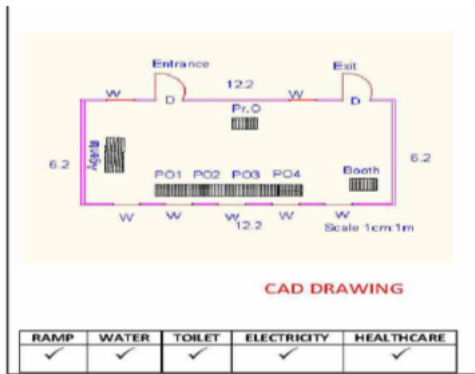 Entrance Exit
12.2
W W
D D
Pr.O
Agents
6.2 6.2
PO1 PO2 PO3 PO4 Booth
W W W W W
12.2 Scale 1cm:1m
CAD DRAWING
RAMP WATER TOILET ELECTRICITY HEALTHCARE
✓ ✓ ✓ ✓ ✓